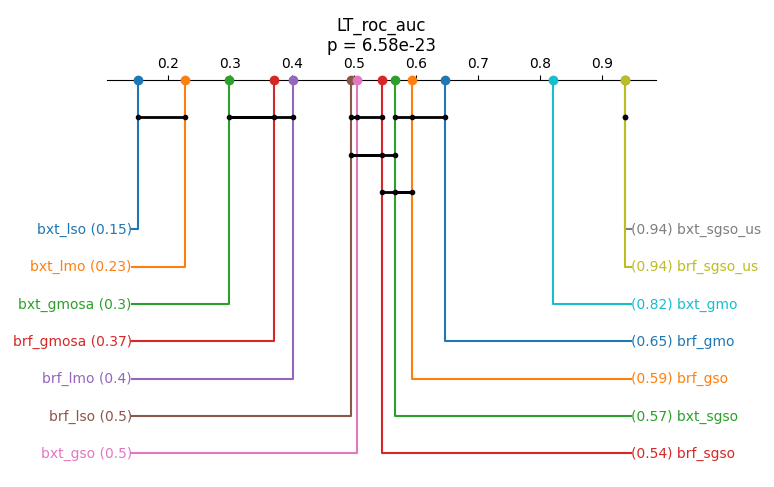 LT_roc_auc
p = 6.58e-23
0.2 0.3 0.4 0.5 0.6 0.7 0.8 0.9
bxt_lso (0.15) (0.94) bxt_sgso_us
bxt_lmo (0.23) (0.94) brf_sgso_us
bxt_gmosa (0.3) (0.82) bxt_gmo
brf_gmosa (0.37) (0.65) brf_gmo
brf_lmo (0.4) (0.59) brf_gso
brf_lso (0.5) (0.57) bxt_sgso
bxt_gso (0.5) (0.54) brf_sgso